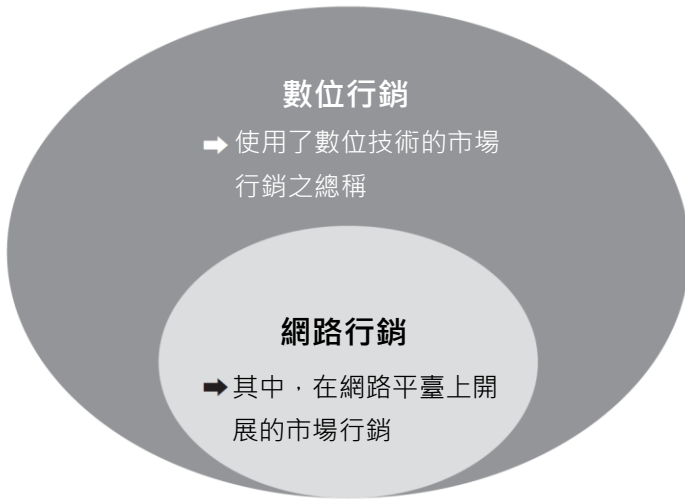 數位行銷
➡使用了數位技術的市場
行銷之總稱
網路行銷
➡其中，在網路平臺上開
展的市場行銷